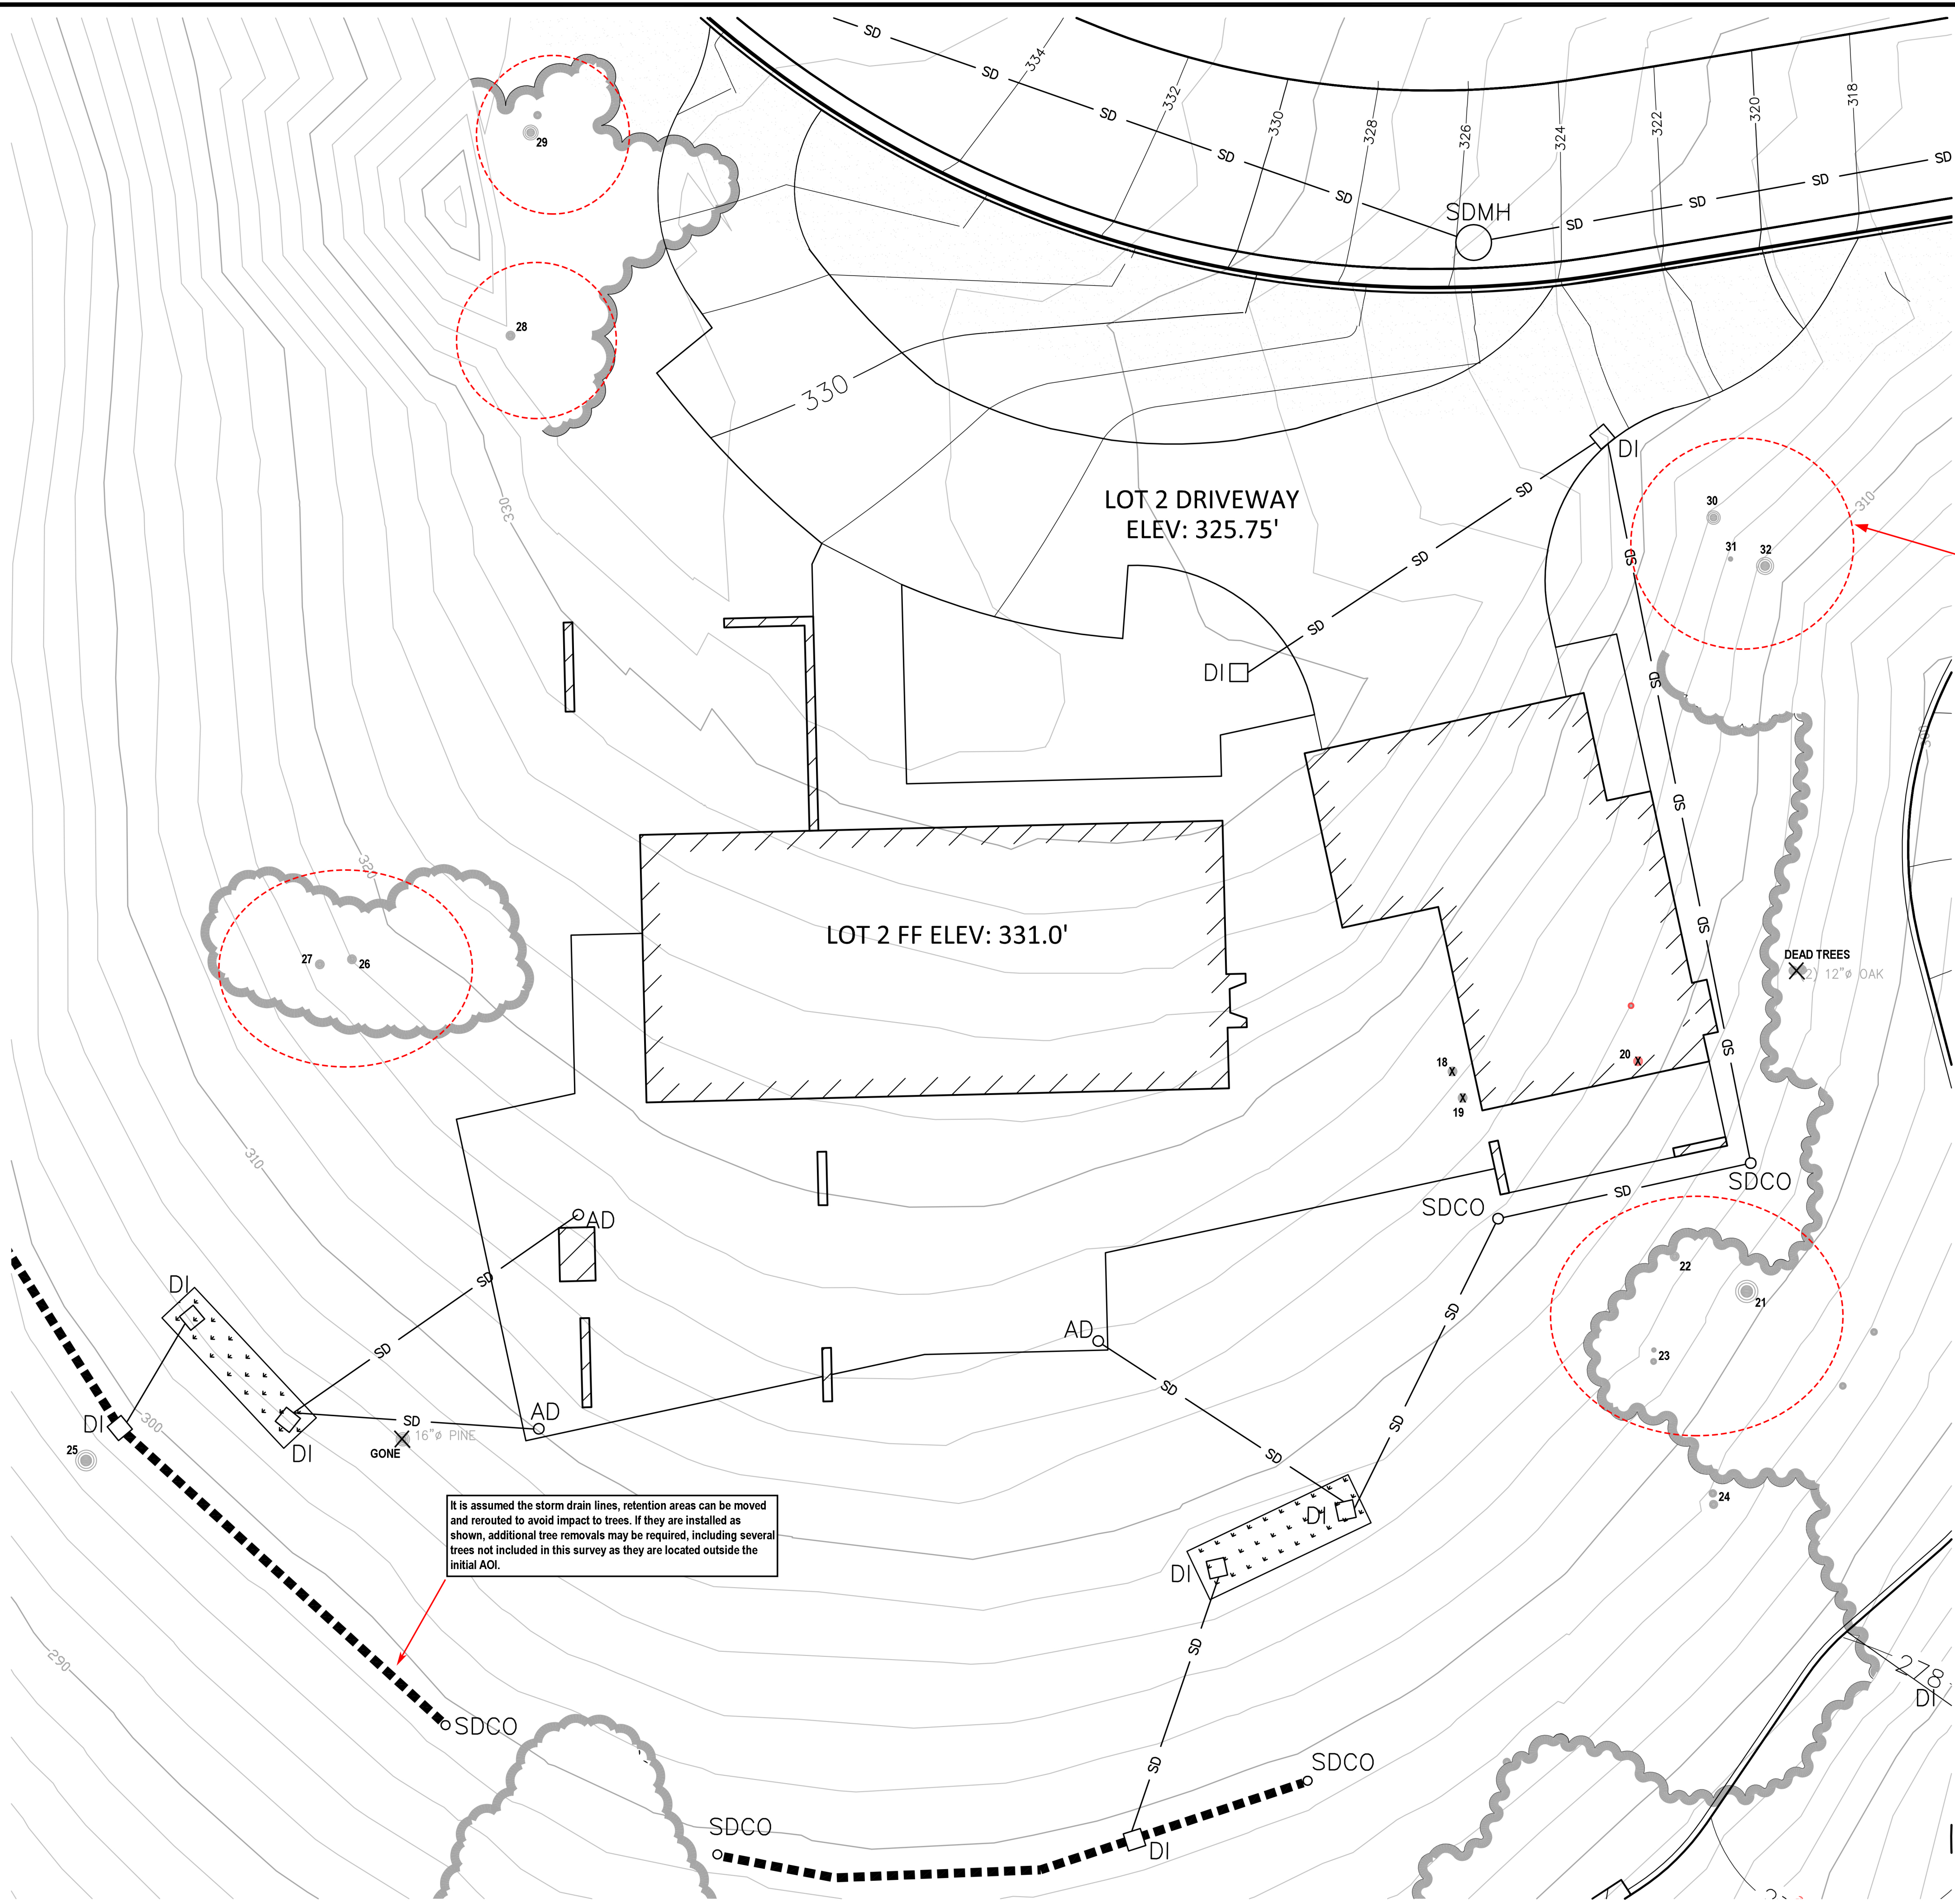 SD
334
SD
332
SD
330
SD
328
SD
326
324
322
320
318
SDMH
SD
SD
SD
SD
29
28
330
330
LOT 2 DRIVEWAY
ELEV: 325.75'
DI
SD
SD
SD
SD
30
31
32
310
DI
SD
SD
SD
SD
320
27
26
LOT 2 FF ELEV: 331.0'
DEAD TREES
2) 12"ø OAK
18
19
20
SDCO
SDCO
SD
310
AD
SD
SD
DI
DI
300
25
DI
SD
AD
GONE
16"ø PINE
AD
SD
SD
SD
SD
DI
DI
22
21
23
24
It is assumed the storm drain lines, retention areas can be moved
and rerouted to avoid impact to trees. If they are installed as
shown, additional tree removals may be required, including several
trees not included in this survey as they are located outside the
initial AOI.
290
SDCO
SD
SD
SDCO
SDCO
DI
278
DI